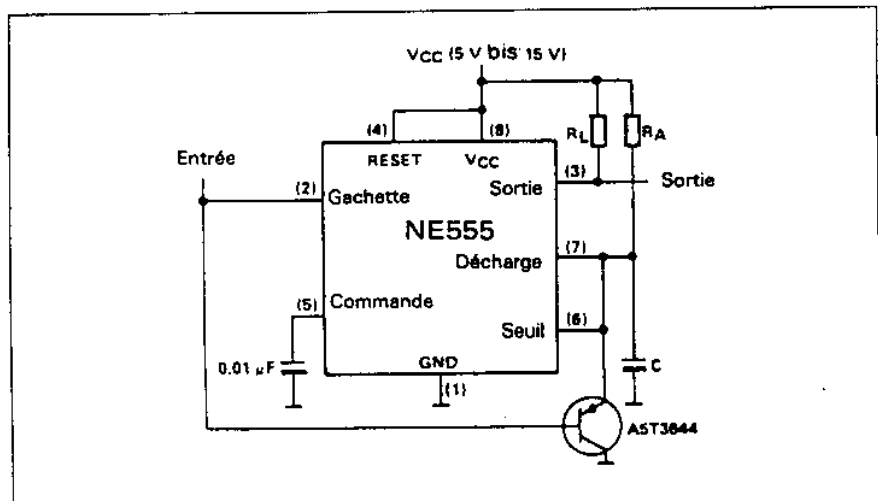 VCC (5 V bis 15 V)
(4)
(8)
RL
RA
RESET
VCC
Entrée
(2)
Gachette
Sortie
(3)
Sortie
NE555
Décharge
(7)
(5)
Commande
Seuil
(6)
0.01 µF
GND
(1)
C
A5T3644